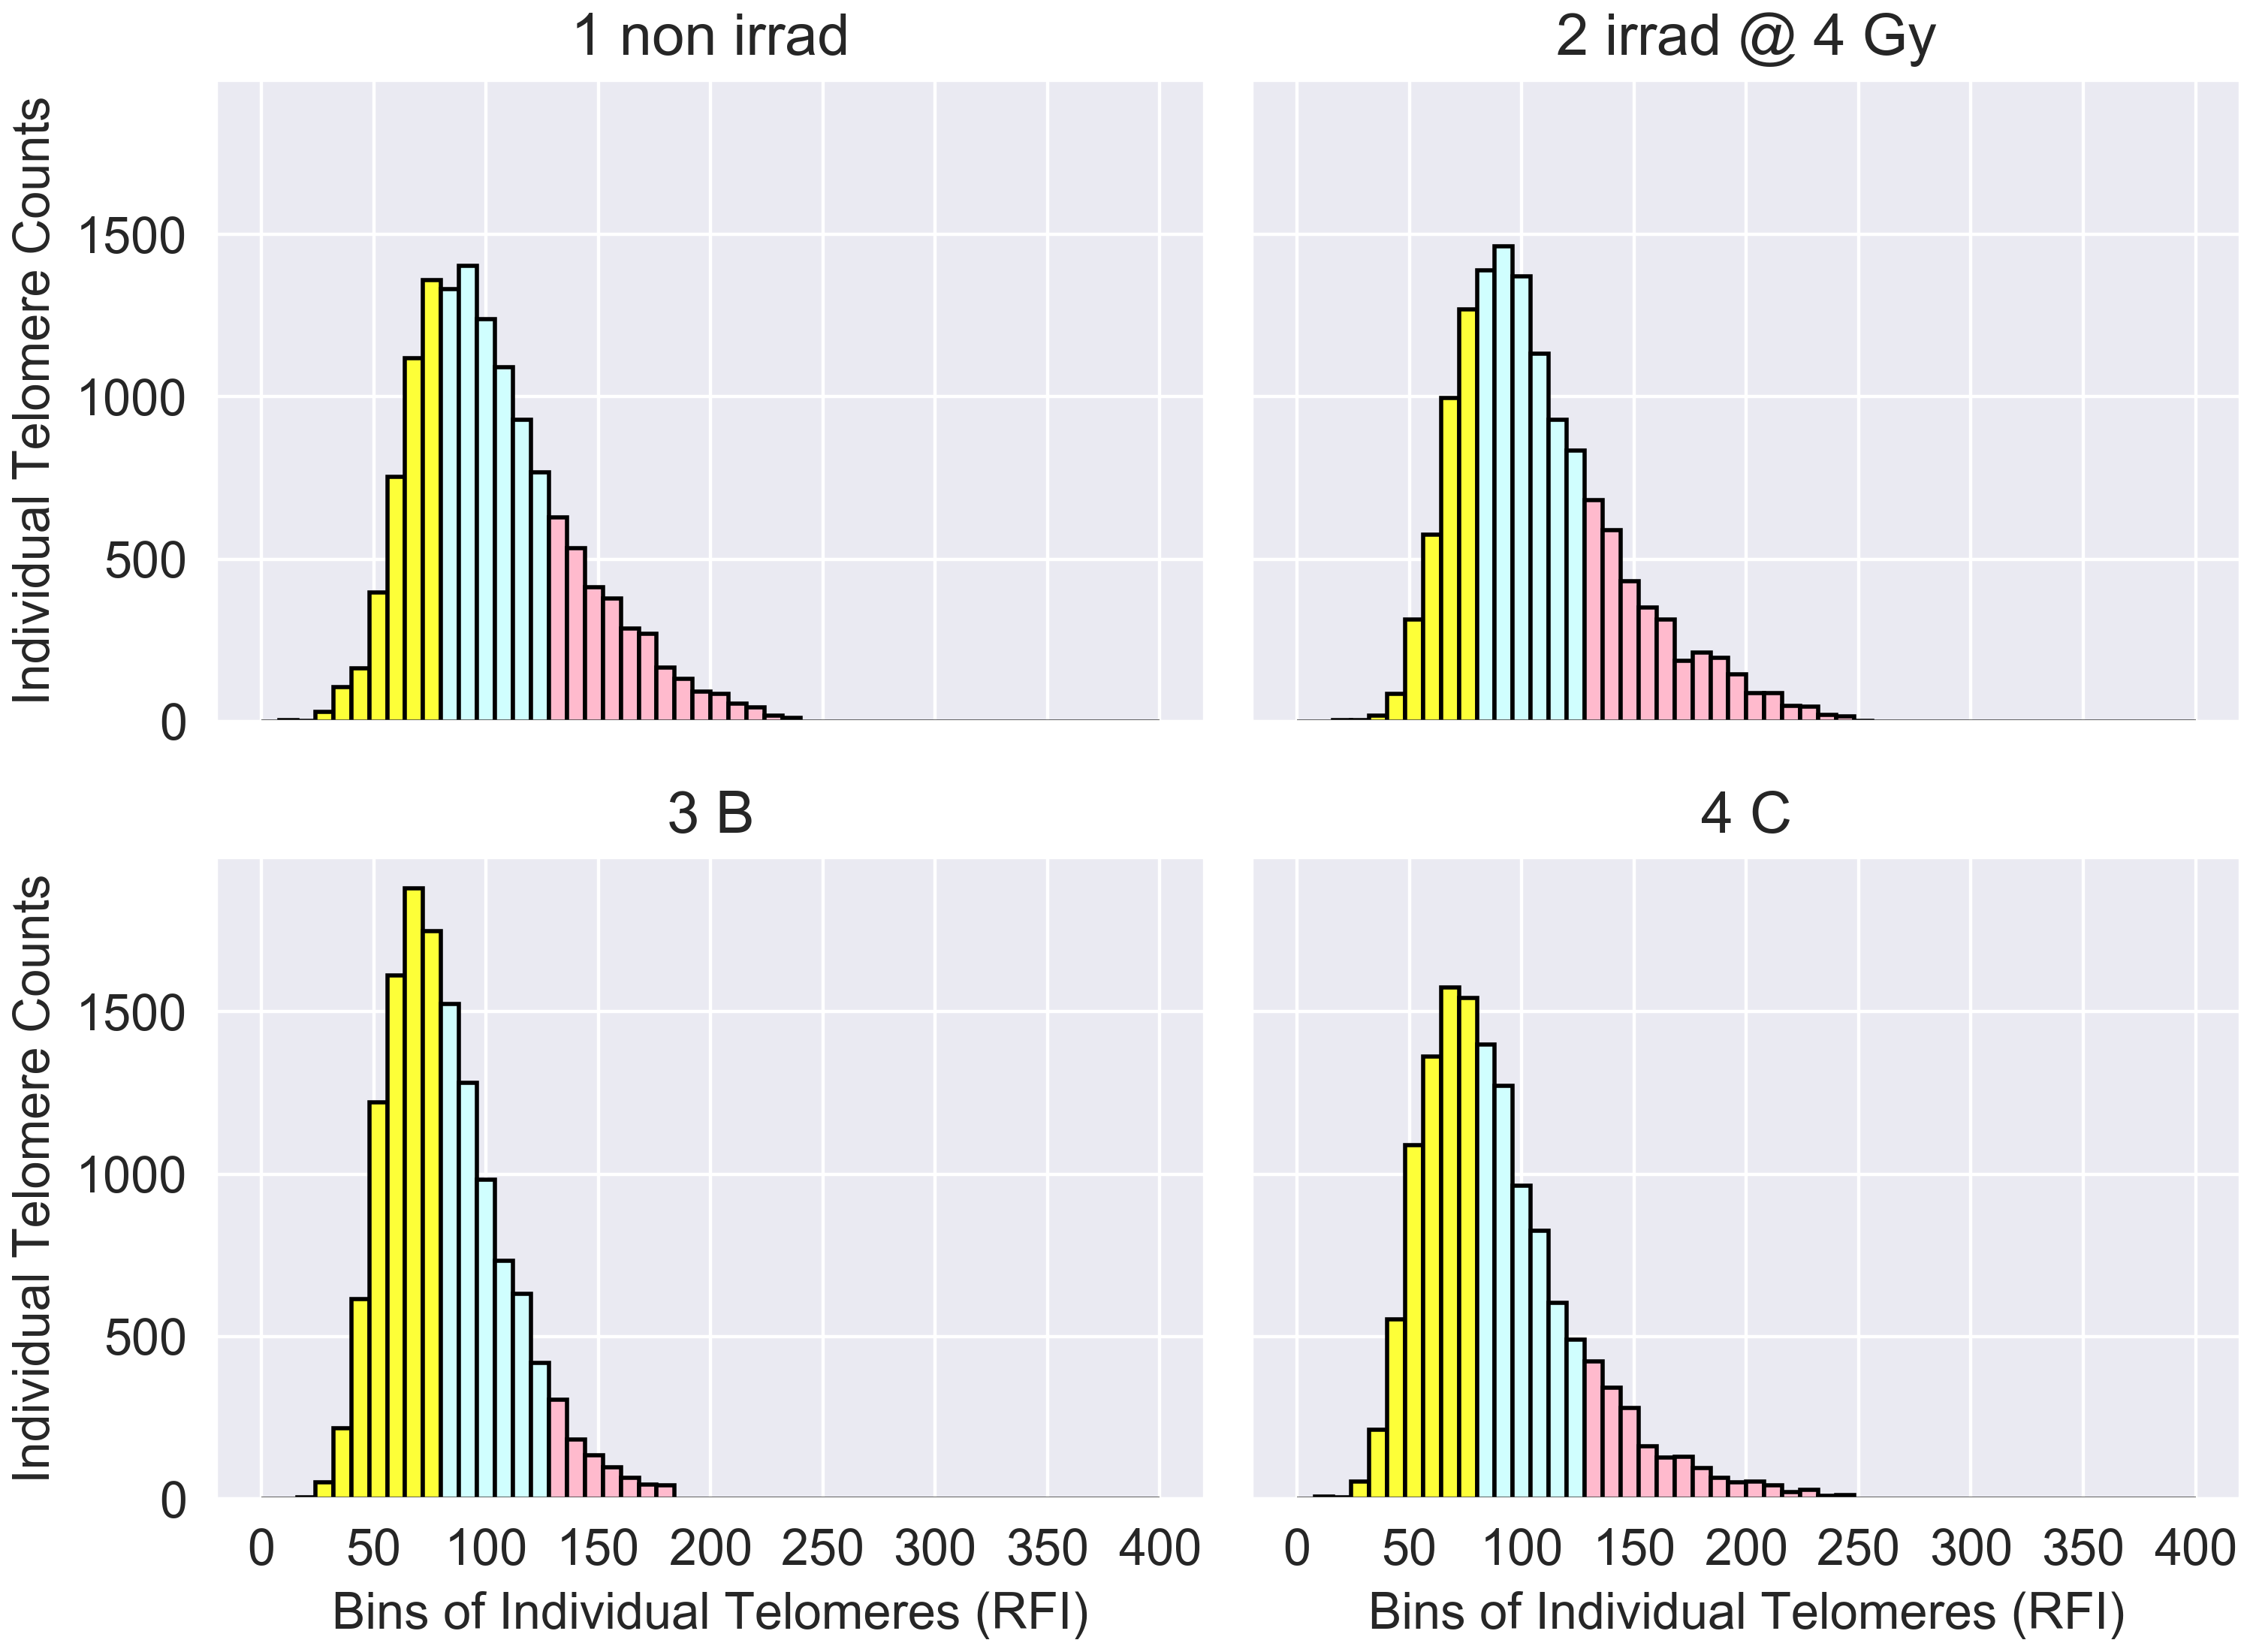 1 non irrad
2 irrad @ 4 Gy
Individual Telomere Counts
1500
1000
500
0
3 B
4 C
Individual Telomere Counts
1500
1000
500
0
0 50 100 150 200 250 300 350 400
0 50 100 150 200 250 300 350 400
Bins of Individual Telomeres (RFI)
Bins of Individual Telomeres (RFI)